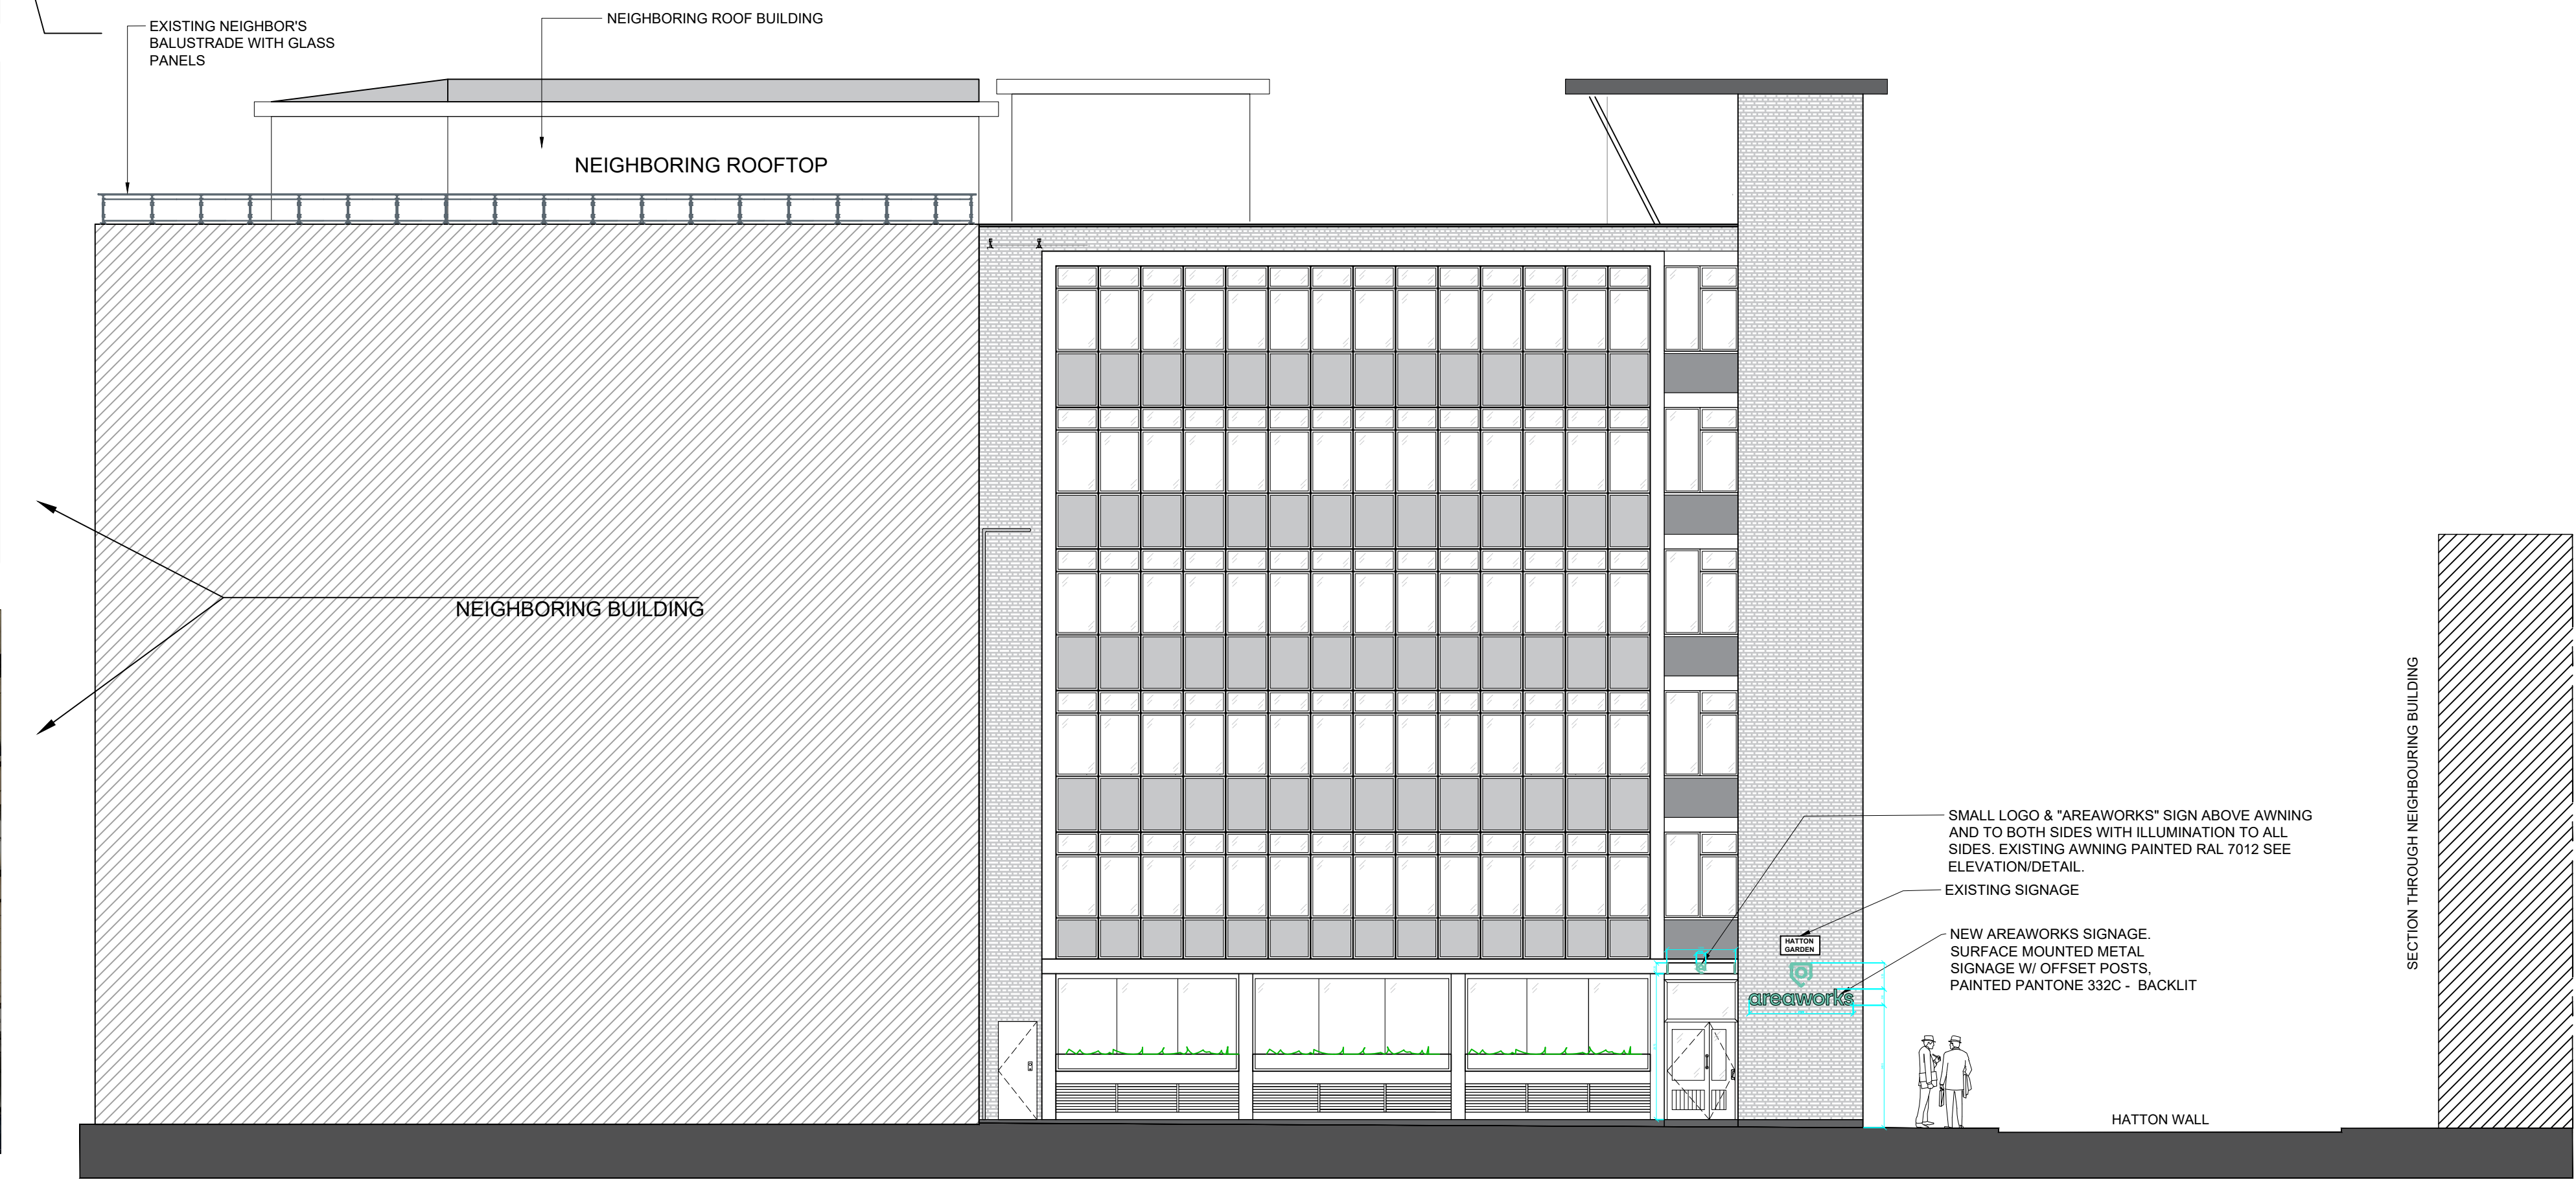 EXISTING NEIGHBOR'S
BALUSTRADE WITH GLASS
PANELS
NEIGHBORING ROOF BUILDING
NEIGHBORING ROOFTOP
NEIGHBORING BUILDING
SMALL LOGO & "AREAWORKS" SIGN ABOVE AWNING
AND TO BOTH SIDES WITH ILLUMINATION TO ALL
SIDES. EXISTING AWNING PAINTED RAL 7012 SEE
ELEVATION/DETAIL.
EXISTING SIGNAGE
HATTON
GARDEN
NEW AREAWORKS SIGNAGE.
SURFACE MOUNTED METAL
SIGNAGE W/ OFFSET POSTS,
PAINTED PANTONE 332C - BACKLIT
areaworks
HATTON WALL
SECTION THROUGH NEIGHBOURING BUILDING